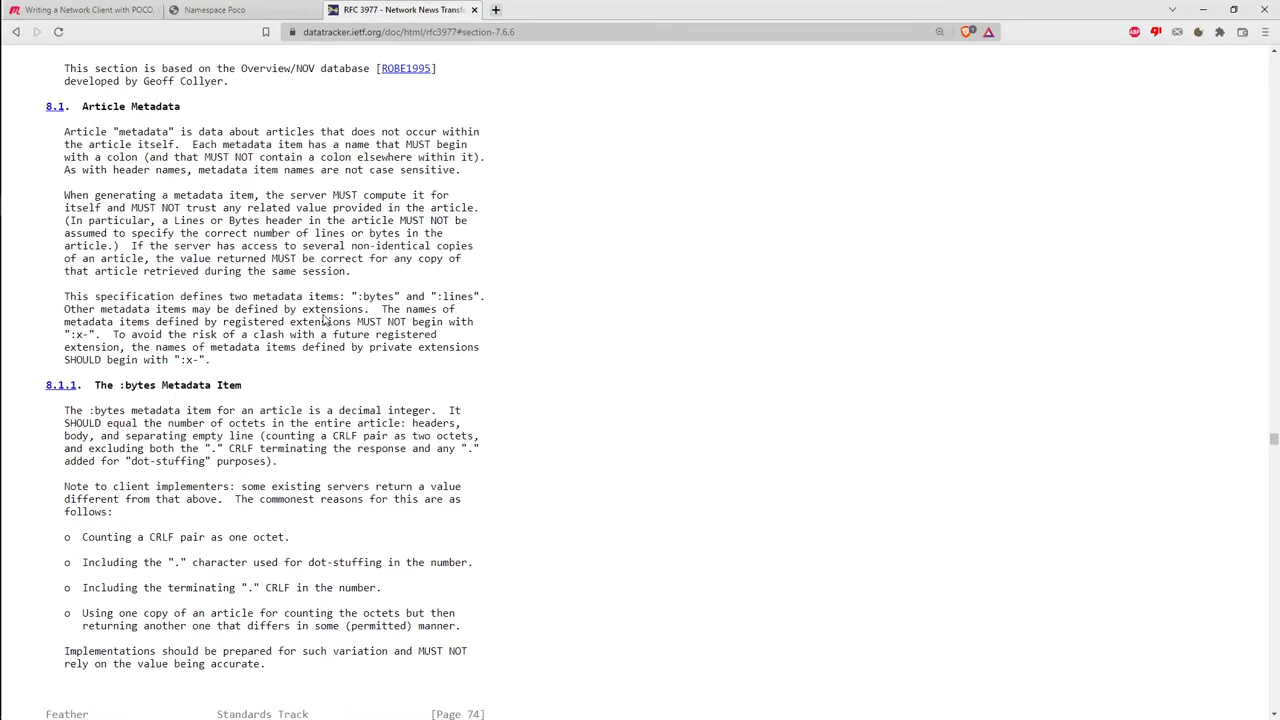 Writing a Network Client with POCO,
Namespace Poco
RFC 3977 - Network News Transfe
datatracker.ietf.org/doc/html/rfc3977#section-7.6.6
This section is based on the Overview/NOV database [ROBE1995]
developed by Geoff Collyer.
8.1.  Article Metadata
Article "metadata" is data about articles that does not occur within
the article itself.  Each metadata item has a name that MUST begin
with a colon (and that MUST NOT contain a colon elsewhere within it).
As with header names, metadata item names are not case sensitive.
When generating a metadata item, the server MUST compute it for
itself and MUST NOT trust any related value provided in the article.
(In particular, a Lines or Bytes header in the article MUST NOT be
assumed to specify the correct number of lines or bytes in the
article.)  If the server has access to several non-identical copies
of an article, the value returned MUST be correct for any copy of
that article retrieved during the same session.
This specification defines two metadata items: ":bytes" and ":lines".
Other metadata items may be defined by extensions.  The names of
metadata items defined by registered extensions MUST NOT begin with
":x-".  To avoid the risk of a clash with a future registered
extension, the names of metadata items defined by private extensions
SHOULD begin with ":x-".
8.1.1.  The :bytes Metadata Item
The :bytes metadata item for an article is a decimal integer.  It
SHOULD equal the number of octets in the entire article: headers,
body, and separating empty line (counting a CRLF pair as two octets,
and excluding both the "." CRLF terminating the response and any "."
added for "dot-stuffing" purposes).
Note to client implementers: some existing servers return a value
different from that above.  The commonest reasons for this are as
follows:
o  Counting a CRLF pair as one octet.
o  Including the "." character used for dot-stuffing in the number.
o  Including the terminating "." CRLF in the number.
o  Using one copy of an article for counting the octets but then
returning another one that differs in some (permitted) manner.
Implementations should be prepared for such variation and MUST NOT
rely on the value being accurate.
Feather                     Standards Track                    [Page 74]